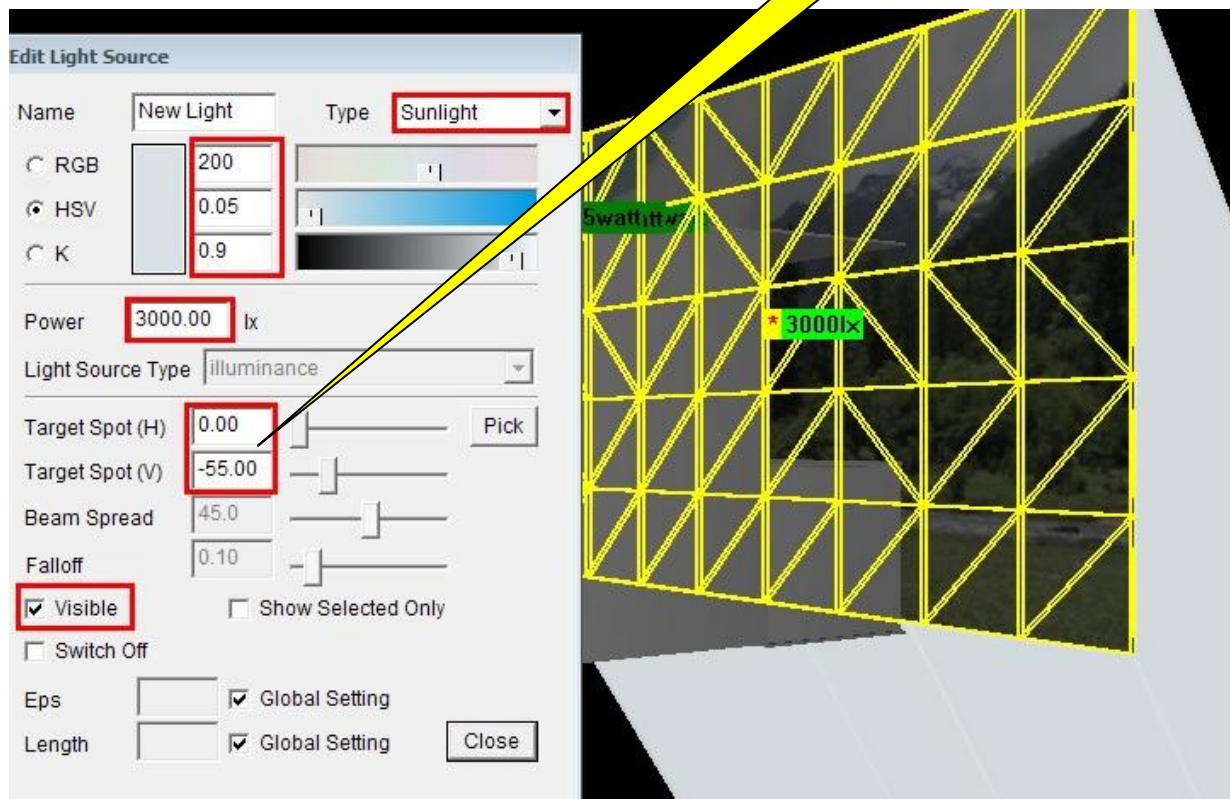 Edit Light Source
Name New Light Type Sunlight
RGB 200
HSV 0.05
K 0.9
Power 3000.00 lx
Light Source Type illuminance
Target Spot (H) 0.00 Pick
Target Spot (V) -55.00
Beam Spread 45.0
Falloff 0.10
Visible Show Selected Only
Switch Off
Eps Global Setting
Length Global Setting Close
5watt
* 3000lx